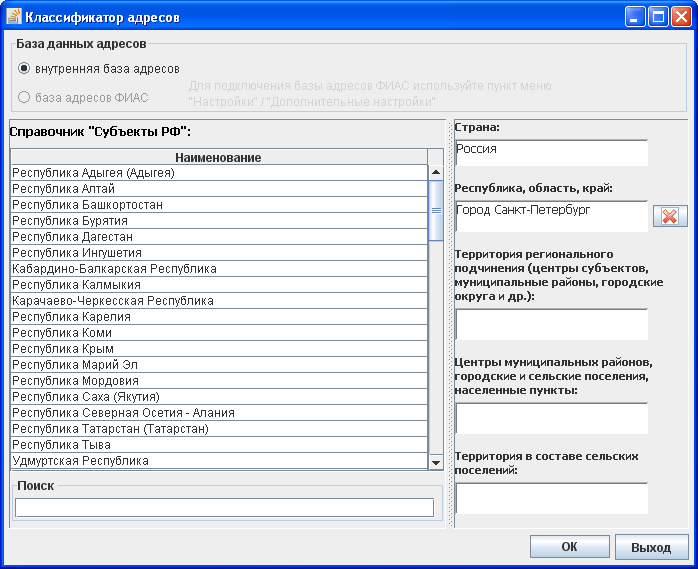 Классификатор адресов
База данных адресов
внутренняя база адресов
база адресов ФИАС
Для подключения базы адресов ФИАС используйте пункт меню
"Настройки" / "Дополнительные настройки"
Справочник "Субъекты РФ":
Наименование
Республика Адыгея (Адыгея)
Республика Алтай
Республика Башкортостан
Республика Бурятия
Республика Дагестан
Республика Ингушетия
Кабардино-Балкарская Республика
Республика Калмыкия
Карачаево-Черкесская Республика
Республика Карелия
Республика Коми
Республика Крым
Республика Марий Эл
Республика Мордовия
Республика Саха (Якутия)
Республика Северная Осетия - Алания
Республика Татарстан (Татарстан)
Республика Тыва
Удмуртская Республика
Поиск
Страна:
Россия
Республика, область, край:
Город Санкт-Петербург
Территория регионального
подчинения (центры субъектов,
муниципальные районы, городские
округа и др.):
Центры муниципальных районов,
городские и сельские поселения,
населенные пункты:
Территория в составе сельских
поселений:
ОК
Выход